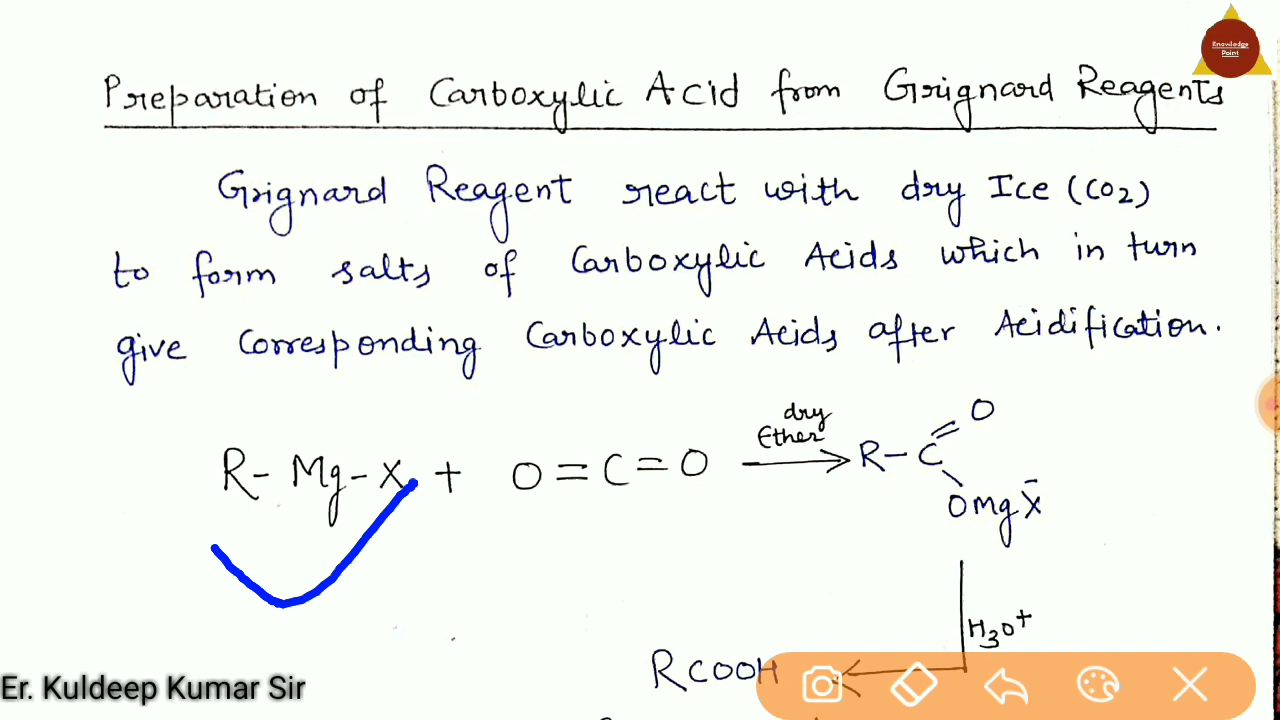 Knowledge
Point
Preparation of Carboxylic Acid from Grignard Reagents
Grignard Reagent react with dry Ice (CO2)
to form salts of Carboxylic Acids which in turn
give Corresponding Carboxylic Acids after Acidification.
dry
Ether
R-Mg-X + O=C=O → R-C=O
OmgX̄
H3O+
RCOOH
Er. Kuldeep Kumar Sir